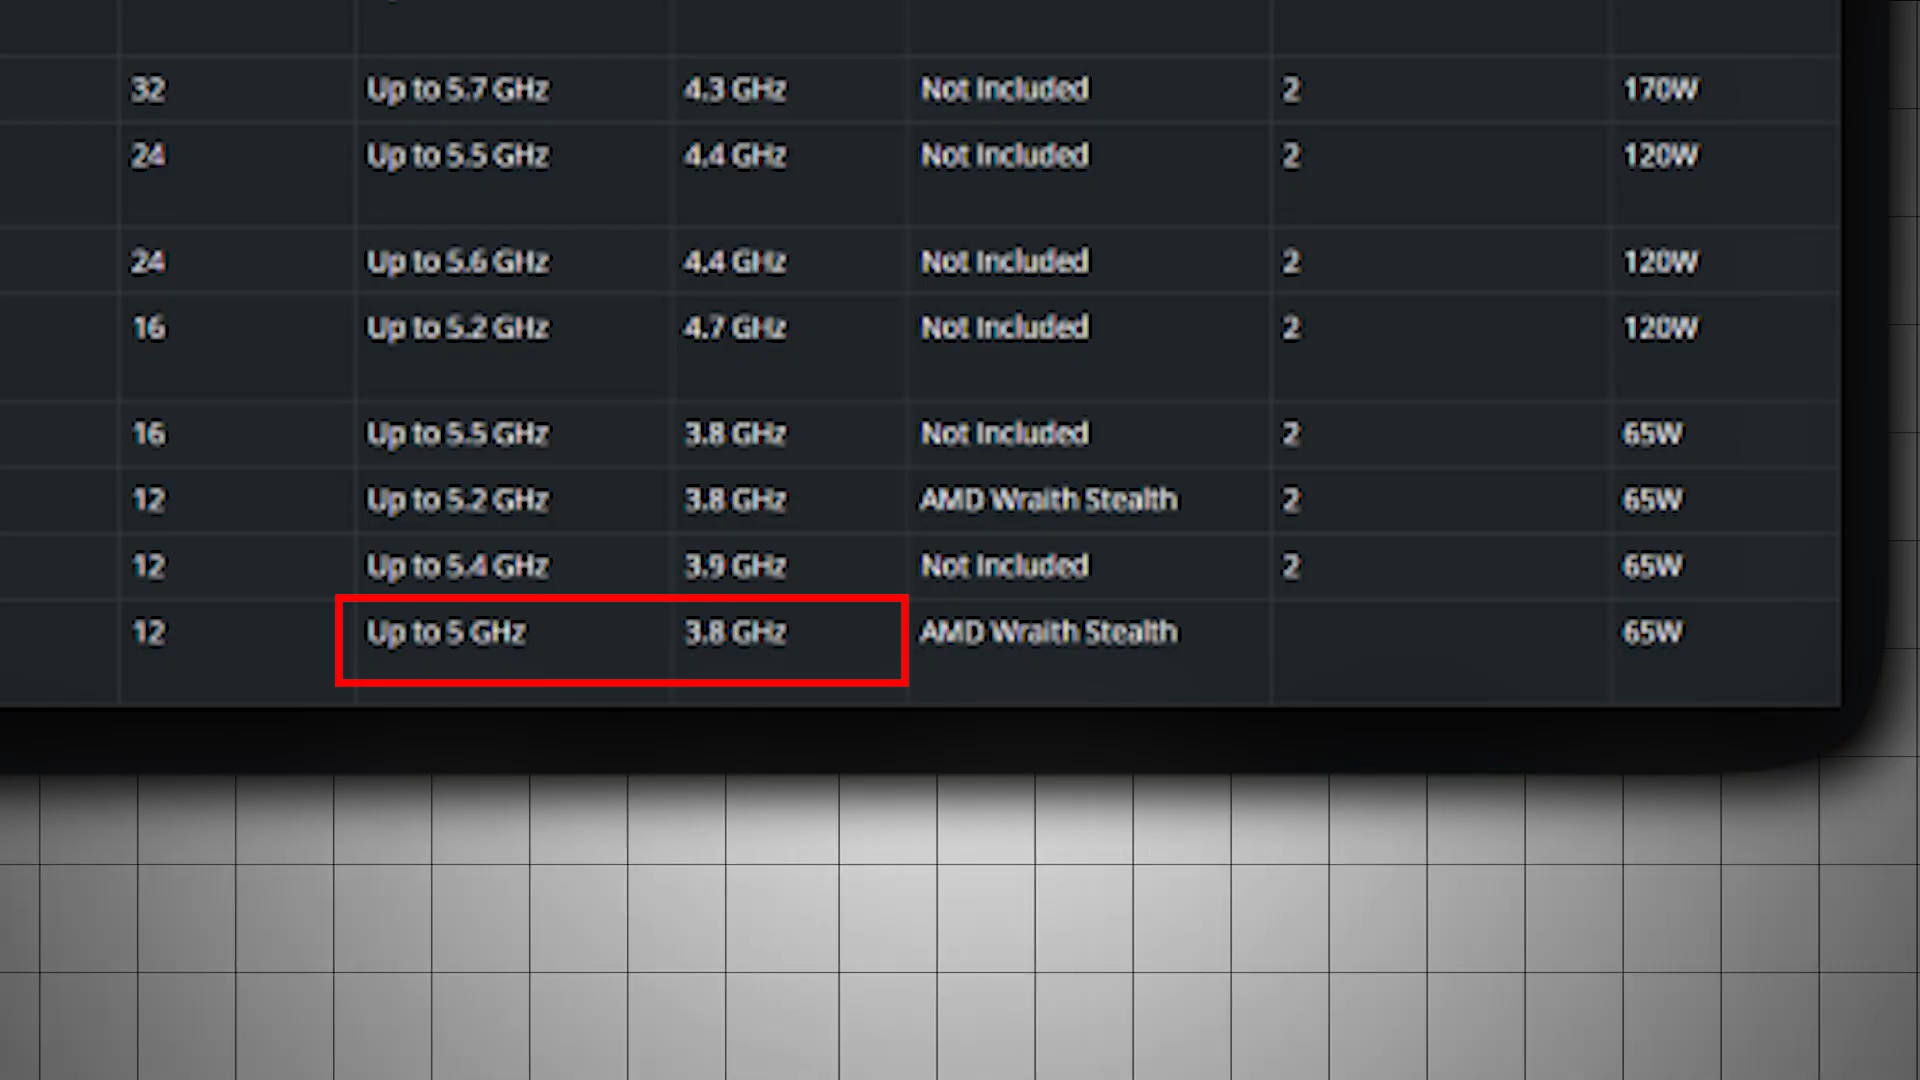 32 Up to 5.7 GHz 4.3 GHz Not Included 2 170W
24 Up to 5.5 GHz 4.4 GHz Not Included 2 120W
24 Up to 5.6 GHz 4.4 GHz Not Included 2 120W
16 Up to 5.2 GHz 4.7 GHz Not Included 2 120W
16 Up to 5.5 GHz 3.8 GHz Not Included 2 65W
12 Up to 5.2 GHz 3.8 GHz AMD Wraith Stealth 2 65W
12 Up to 5.4 GHz 3.9 GHz Not Included 2 65W
12 Up to 5 GHz 3.8 GHz AMD Wraith Stealth 65W